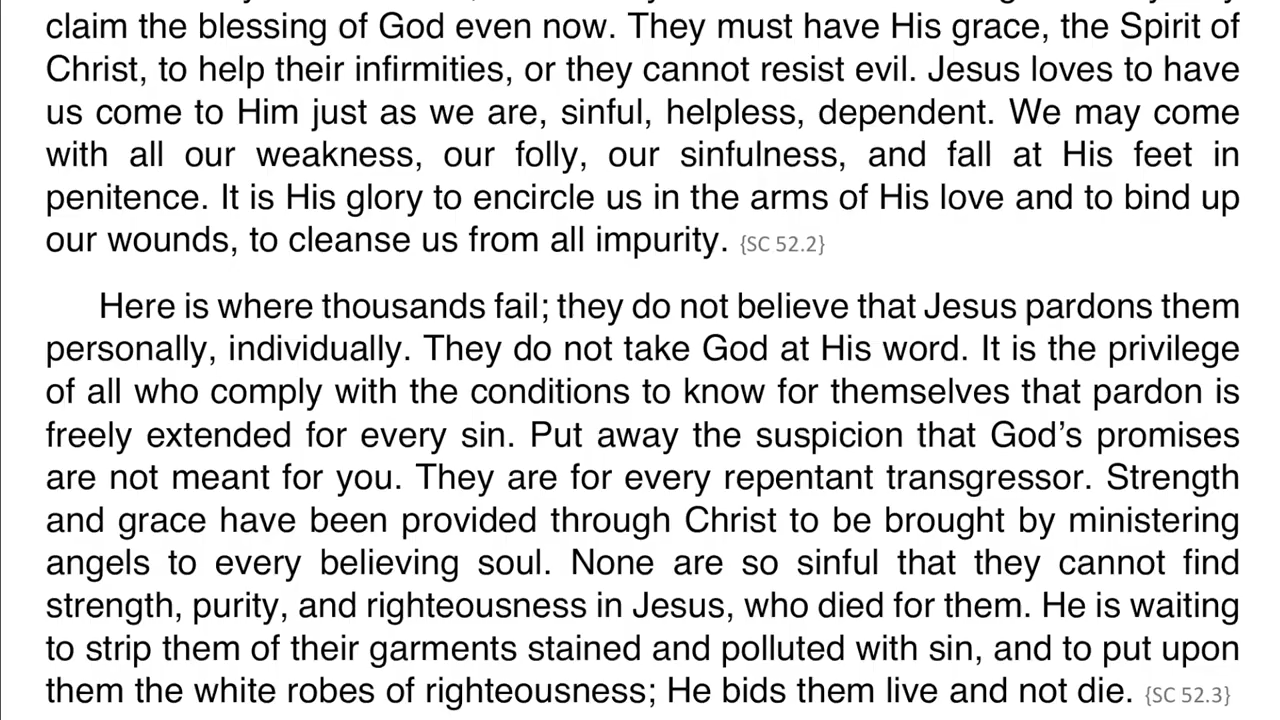 claim the blessing of God even now. They must have His grace, the Spirit of
Christ, to help their infirmities, or they cannot resist evil. Jesus loves to have
us come to Him just as we are, sinful, helpless, dependent. We may come
with all our weakness, our folly, our sinfulness, and fall at His feet in
penitence. It is His glory to encircle us in the arms of His love and to bind up
our wounds, to cleanse us from all impurity. {SC 52.2}
Here is where thousands fail; they do not believe that Jesus pardons them
personally, individually. They do not take God at His word. It is the privilege
of all who comply with the conditions to know for themselves that pardon is
freely extended for every sin. Put away the suspicion that God’s promises
are not meant for you. They are for every repentant transgressor. Strength
and grace have been provided through Christ to be brought by ministering
angels to every believing soul. None are so sinful that they cannot find
strength, purity, and righteousness in Jesus, who died for them. He is waiting
to strip them of their garments stained and polluted with sin, and to put upon
them the white robes of righteousness; He bids them live and not die. {SC 52.3}